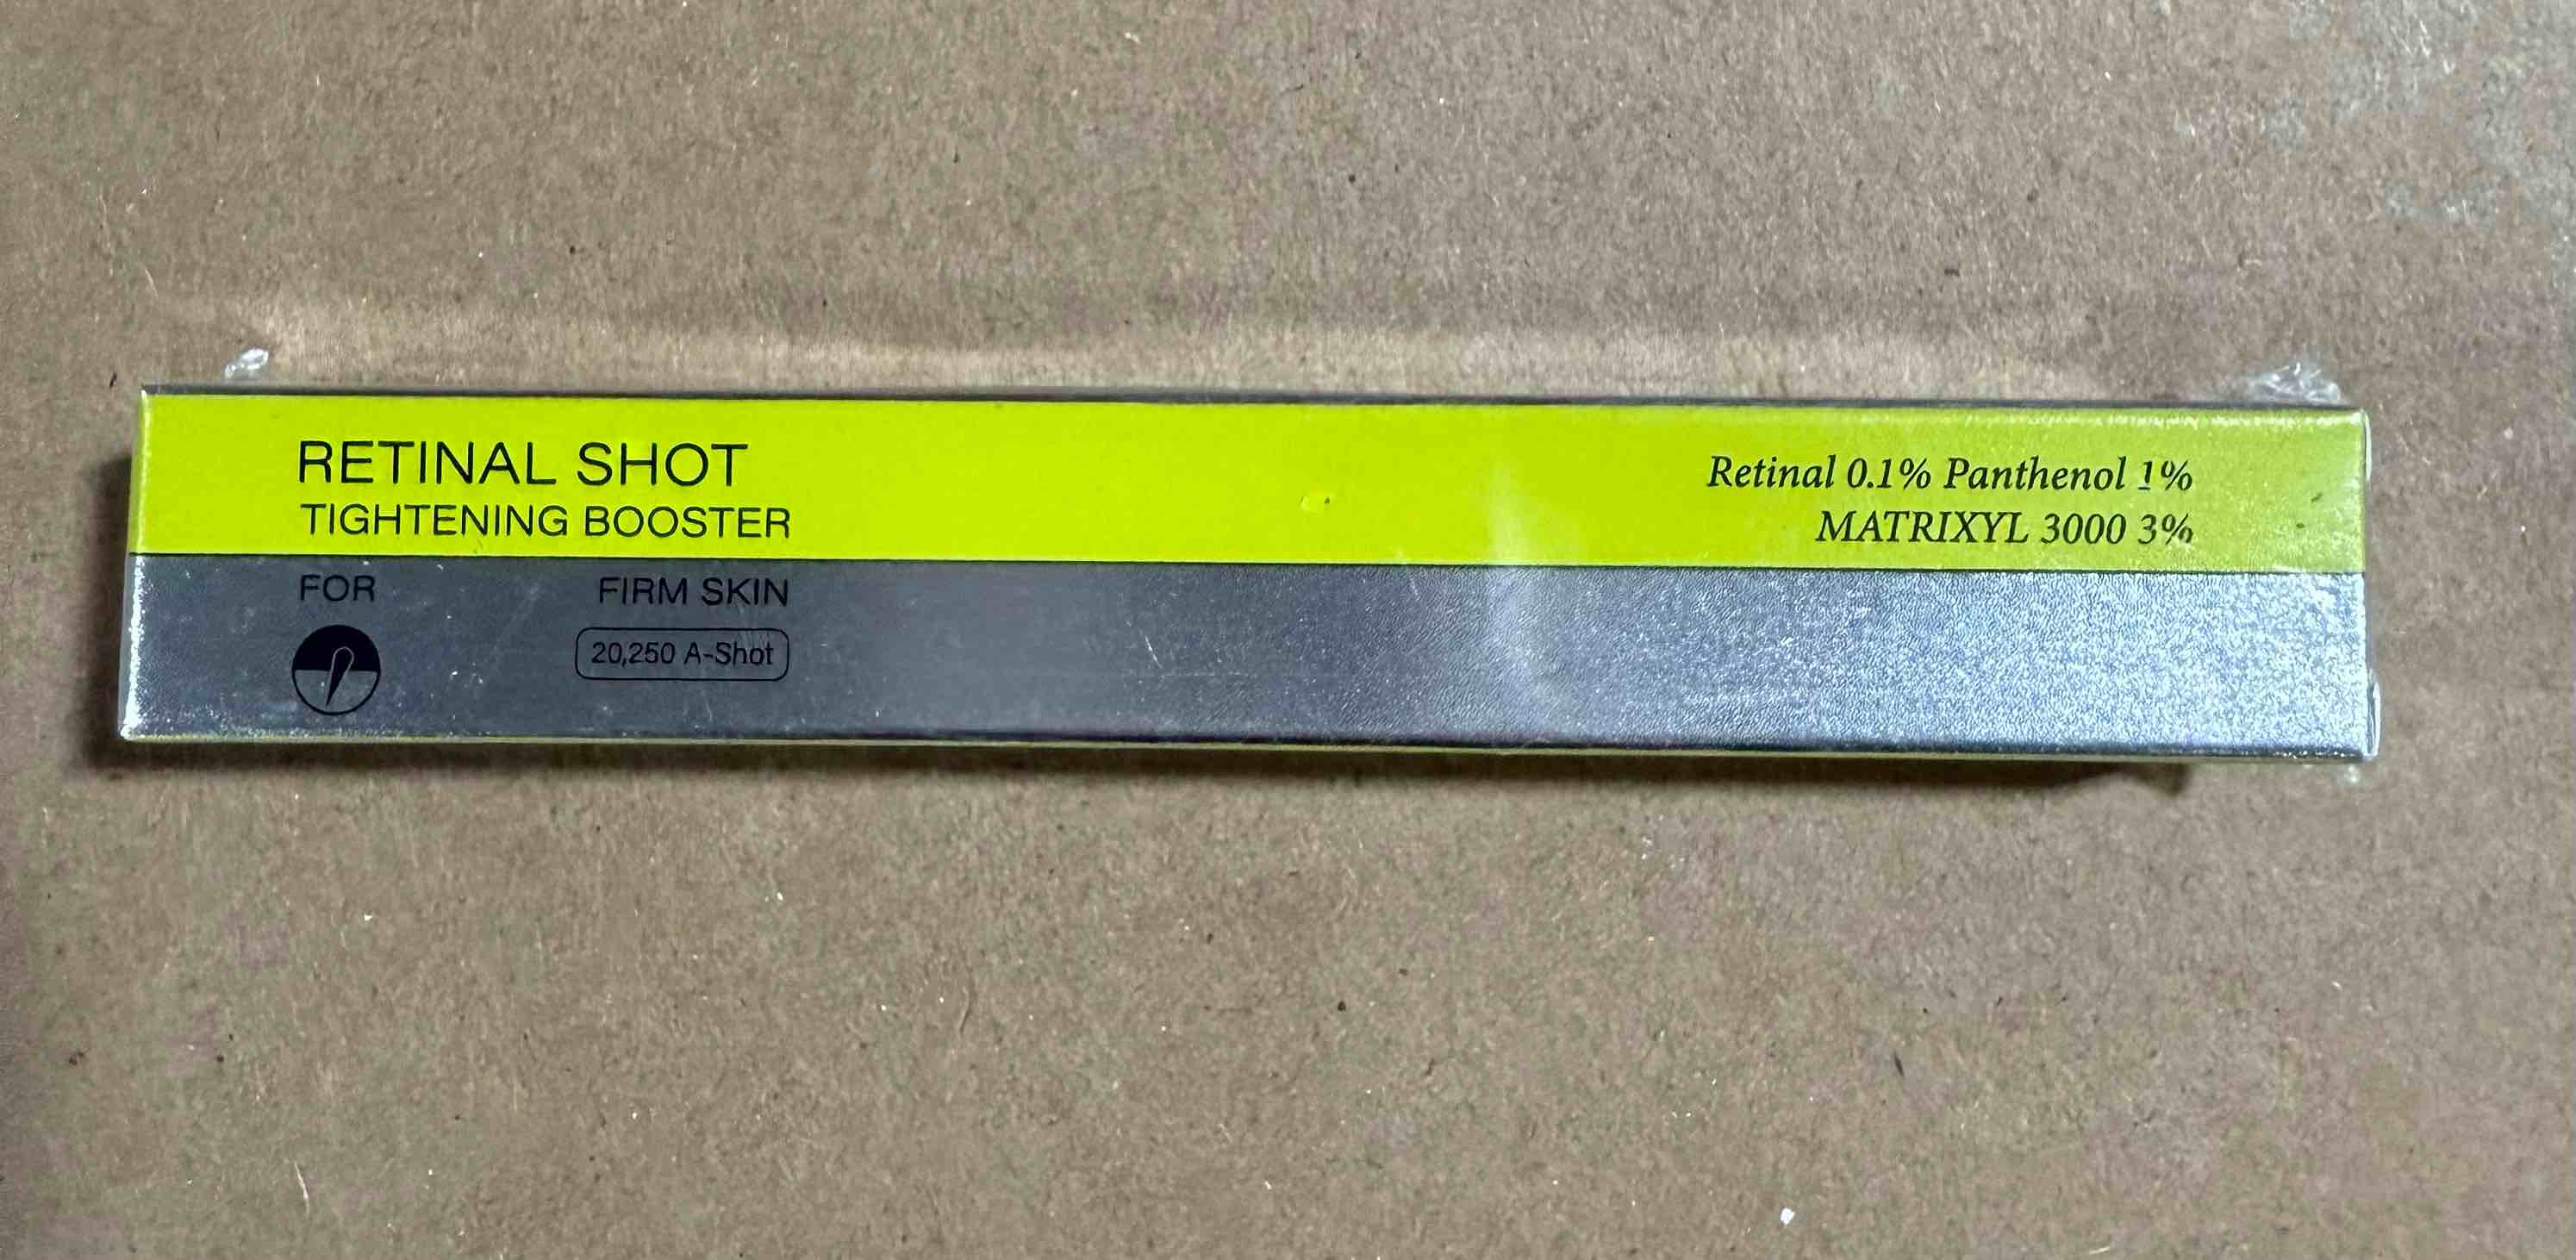 RETINAL SHOT
TIGHTENING BOOSTER
Retinal 0.1% Panthenol 1%
MATRIXYL 3000 3%
FOR FIRM SKIN
20,250 A-Shot